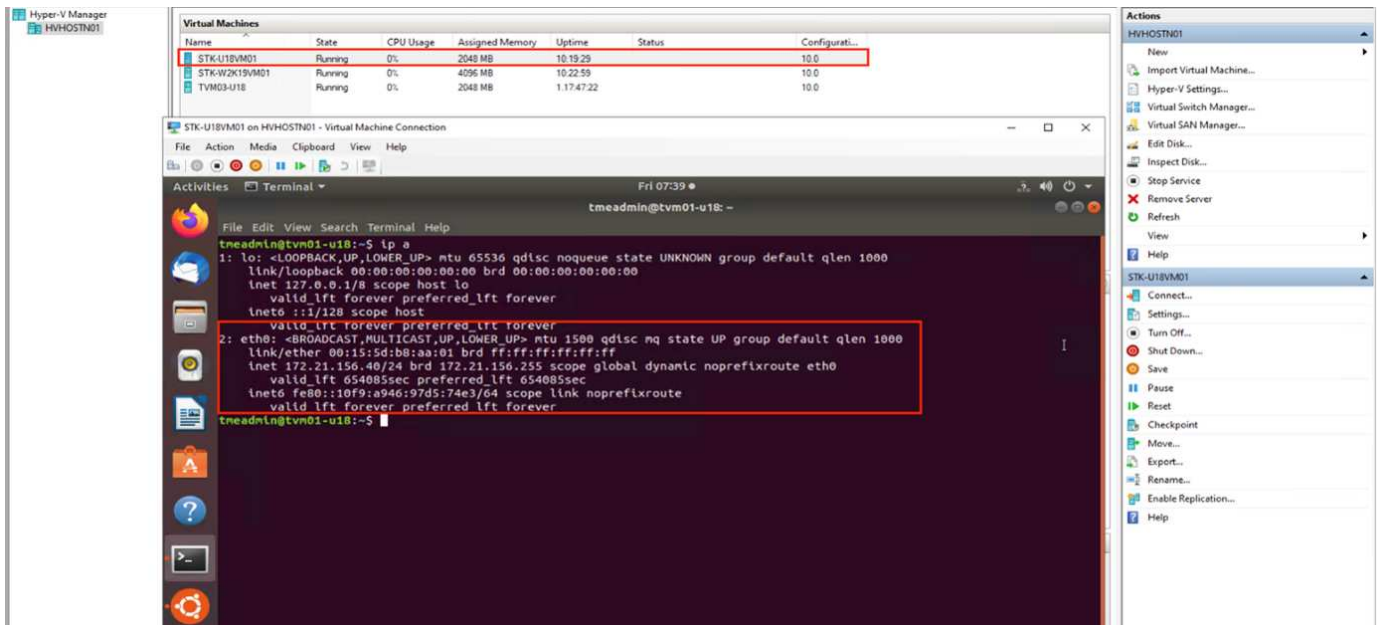 Hyper-V Manager
HVHOSTN01
Virtual Machines
Name State CPU Usage Assigned Memory Uptime Status Configurati...
STK-U18VM01 Running 0% 2048 MB 10:19:29 10.0
STK-W2K19VM01 Running 0% 4096 MB 10:22:59 10.0
TVM03-U18 Running 0% 2048 MB 1.17:47:22 10.0
STK-U18VM01 on HVHOSTN01 - Virtual Machine Connection
File Action Media Clipboard View Help
Activities Terminal Fri 07:39
tmeadmin@tvm01-u18: ~
File Edit View Search Terminal Help
tmeadmin@tvm01-u18:~$ ip a
1: lo: <LOOPBACK,UP,LOWER_UP> mtu 65536 qdisc noqueue state UNKNOWN group default qlen 1000
link/loopback 00:00:00:00:00:00 brd 00:00:00:00:00:00
inet 127.0.0.1/8 scope host lo
valid_lft forever preferred_lft forever
inet6 ::1/128 scope host
valid_lft forever preferred_lft forever
2: eth0: <BROADCAST,MULTICAST,UP,LOWER_UP> mtu 1500 qdisc mq state UP group default qlen 1000
link/ether 00:15:5d:b8:aa:01 brd ff:ff:ff:ff:ff:ff
inet 172.21.156.40/24 brd 172.21.156.255 scope global dynamic noprefixroute eth0
valid_lft 654085sec preferred_lft 654085sec
inet6 fe80::10f9:a946:97d5:74e3/64 scope link noprefixroute
valid_lft forever preferred_lft forever
tmeadmin@tvm01-u18:~$
Actions
HVHOSTN01
New
Import Virtual Machine...
Hyper-V Settings...
Virtual Switch Manager...
Virtual SAN Manager...
Edit Disk...
Inspect Disk...
Stop Service
Remove Server
Refresh
View
Help
STK-U18VM01
Connect...
Settings...
Turn Off...
Shut Down...
Save
Pause
Reset
Checkpoint
Move...
Export...
Rename...
Enable Replication...
Help